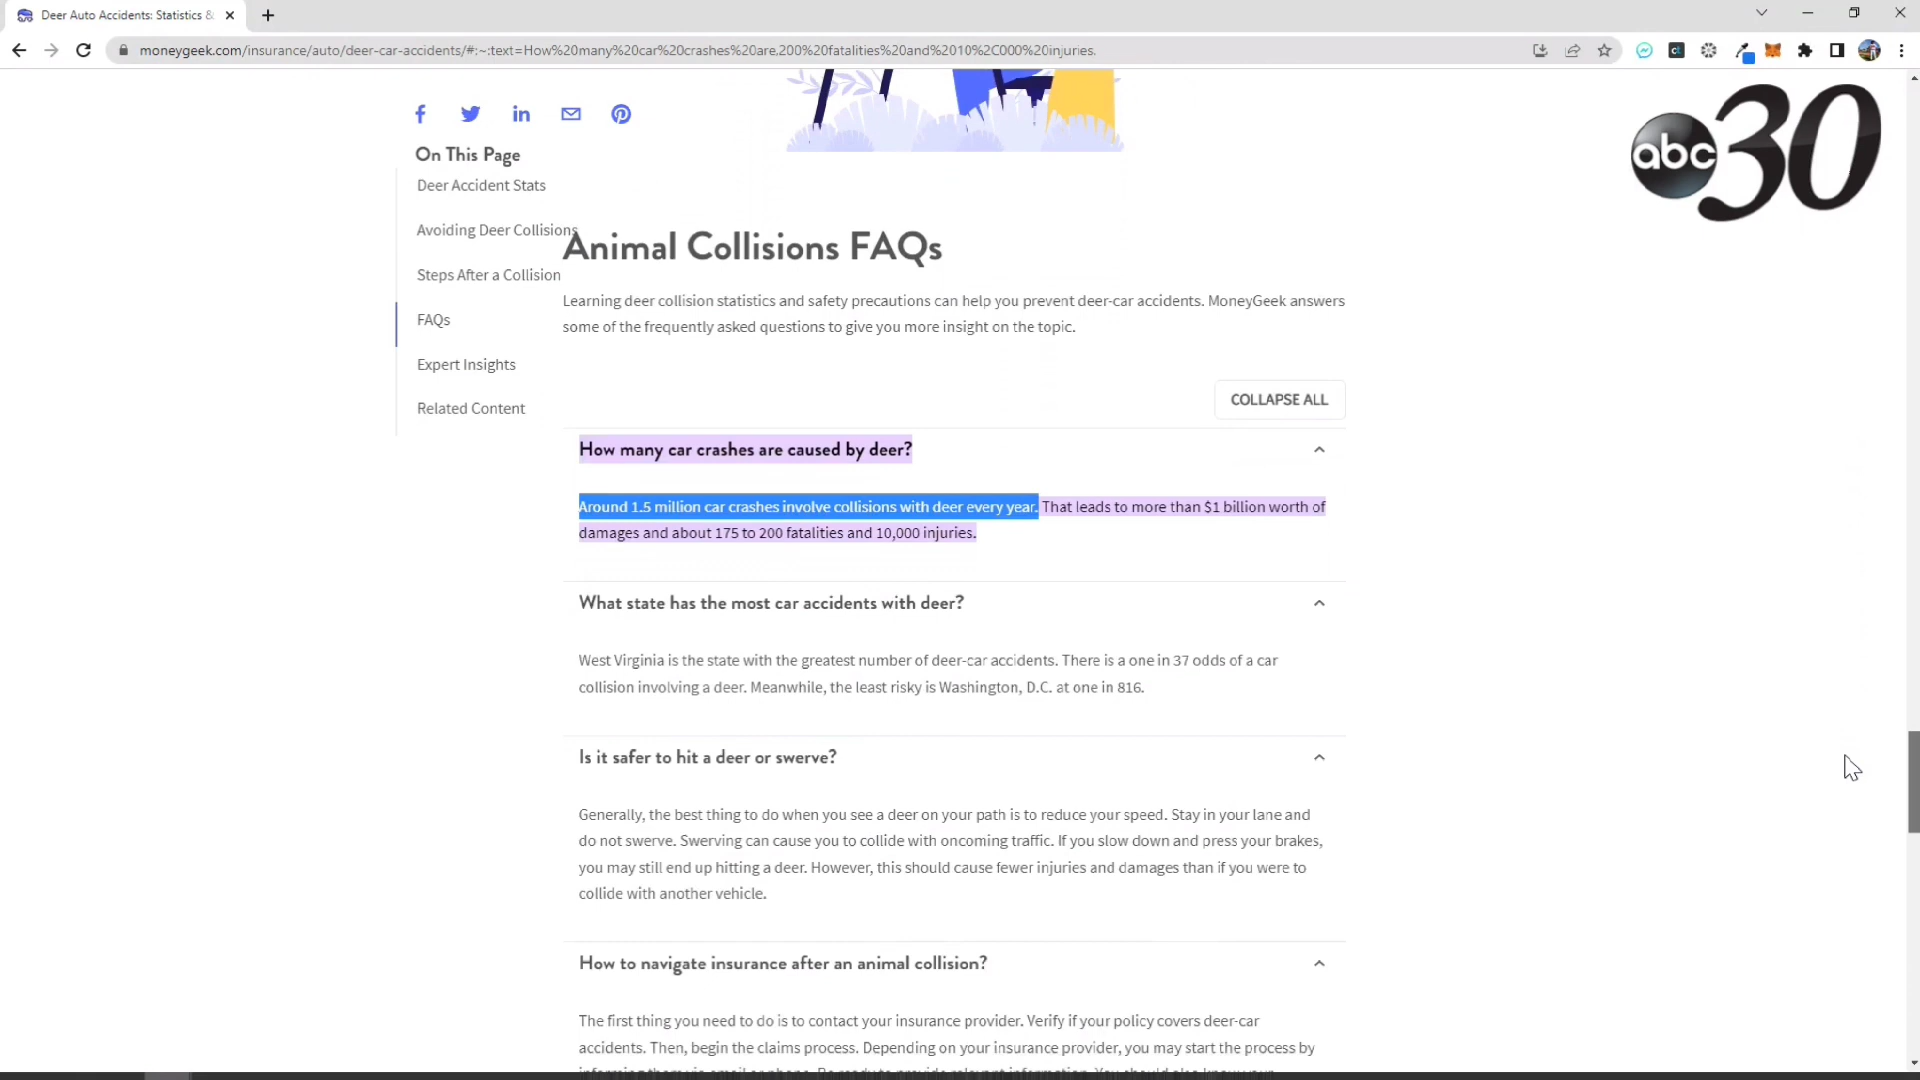 Deer Auto Accidents: Statistics &
moneygeek.com/insurance/auto/deer-car-accidents/#:~:text=How%20many%20car%20crashes%20are,200%20fatalities%20and%2010%2C000%20injuries.
abc 30
On This Page
Deer Accident Stats
Avoiding Deer Collisions
Steps After a Collision
FAQs
Expert Insights
Related Content
Animal Collisions FAQs
Learning deer collision statistics and safety precautions can help you prevent deer-car accidents. MoneyGeek answers
some of the frequently asked questions to give you more insight on the topic.
COLLAPSE ALL
How many car crashes are caused by deer?
Around 1.5 million car crashes involve collisions with deer every year. That leads to more than $1 billion worth of
damages and about 175 to 200 fatalities and 10,000 injuries.
What state has the most car accidents with deer?
West Virginia is the state with the greatest number of deer-car accidents. There is a one in 37 odds of a car
collision involving a deer. Meanwhile, the least risky is Washington, D.C. at one in 816.
Is it safer to hit a deer or swerve?
Generally, the best thing to do when you see a deer on your path is to reduce your speed. Stay in your lane and
do not swerve. Swerving can cause you to collide with oncoming traffic. If you slow down and press your brakes,
you may still end up hitting a deer. However, this should cause fewer injuries and damages than if you were to
collide with another vehicle.
How to navigate insurance after an animal collision?
The first thing you need to do is to contact your insurance provider. Verify if your policy covers deer-car
accidents. Then, begin the claims process. Depending on your insurance provider, you may start the process by